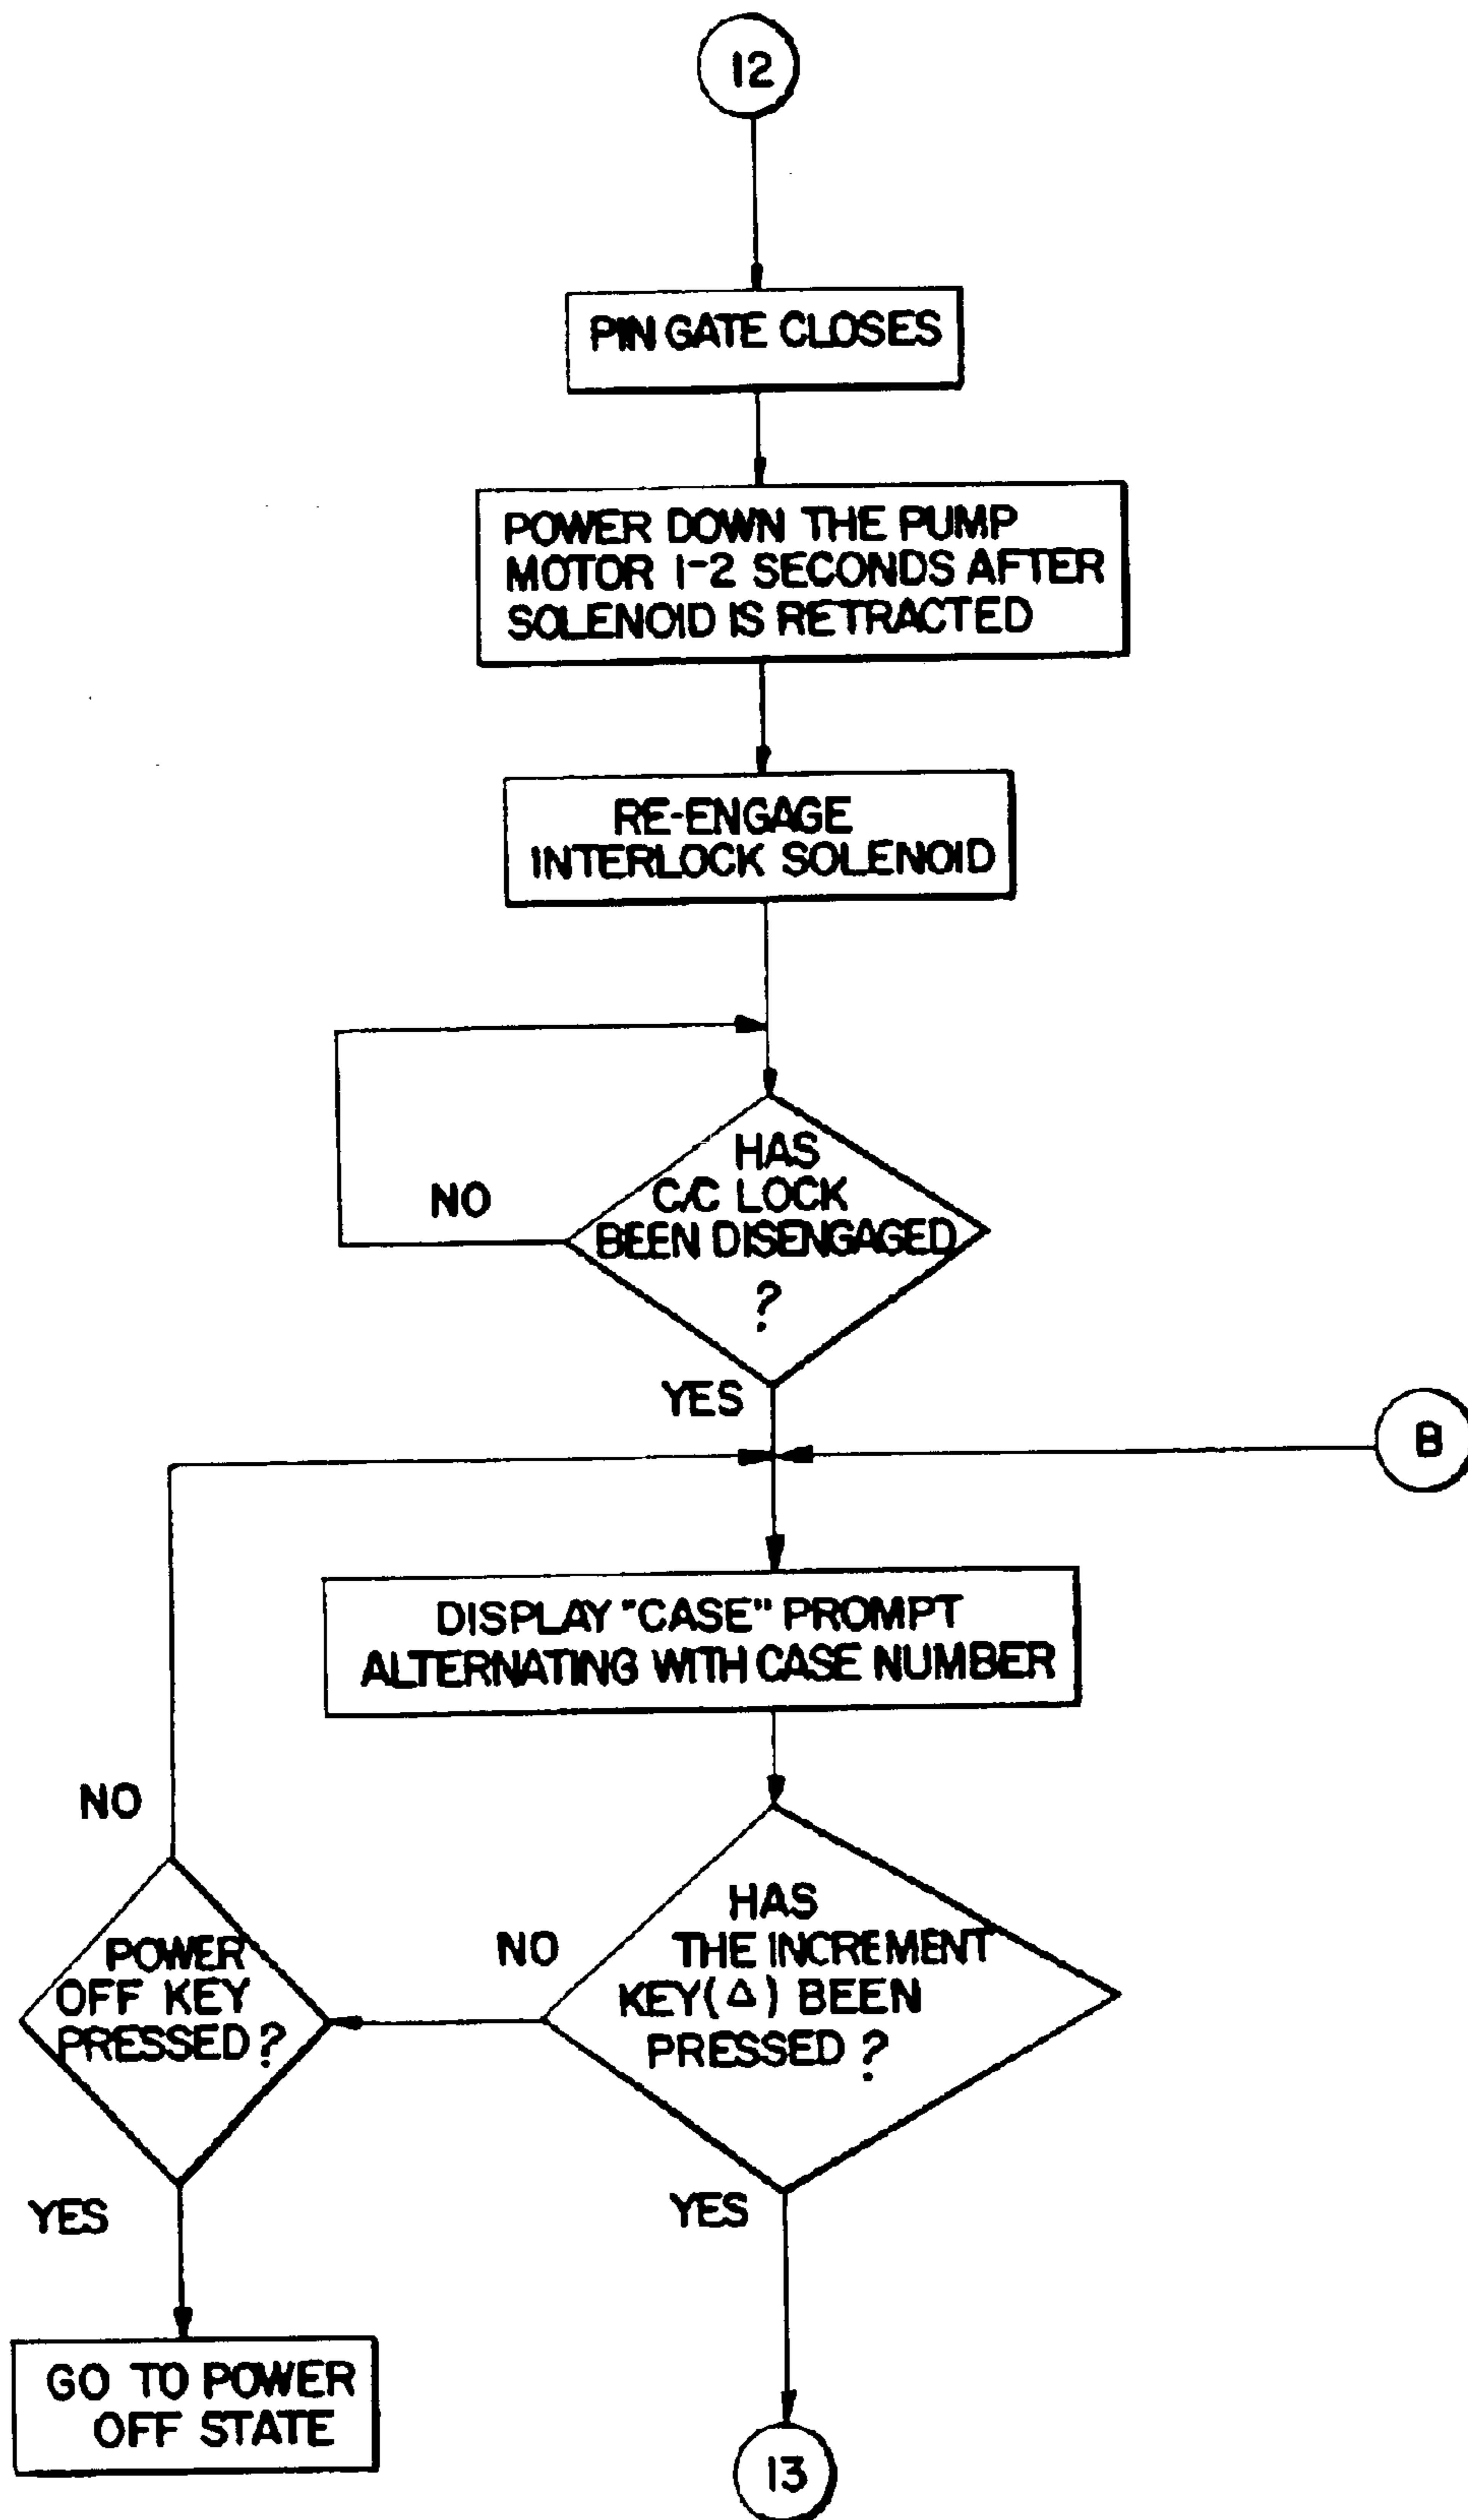 12
PIN GATE CLOSES
POWER DOWN THE PUMP
MOTOR 1-2 SECONDS AFTER
SOLENOID IS RETRACTED
RE-ENGAGE
INTERLOCK SOLENOID
HAS
C/C LOCK
BEEN DISENGAGED
?
NO
YES
B
DISPLAY "CASE" PROMPT
ALTERNATING WITH CASE NUMBER
HAS
THE INCREMENT
KEY(Δ) BEEN
PRESSED ?
NO
POWER
OFF KEY
PRESSED?
NO
YES
YES
GO TO POWER
OFF STATE
13